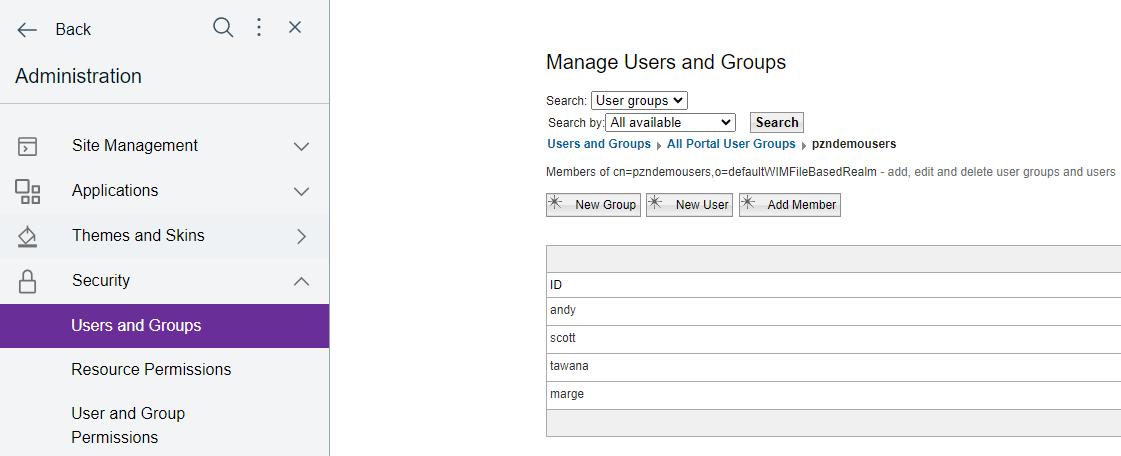 Back
Administration
Site Management
Applications
Themes and Skins
Security
Users and Groups
Resource Permissions
User and Group
Permissions
Manage Users and Groups
Search: User groups
Search by: All available Search
Users and Groups All Portal User Groups pzndemousers
Members of cn=pzndemousers,o=defaultWIMFileBasedRealm - add, edit and delete user groups and users
New Group New User Add Member
ID
andy
scott
tawana
marge